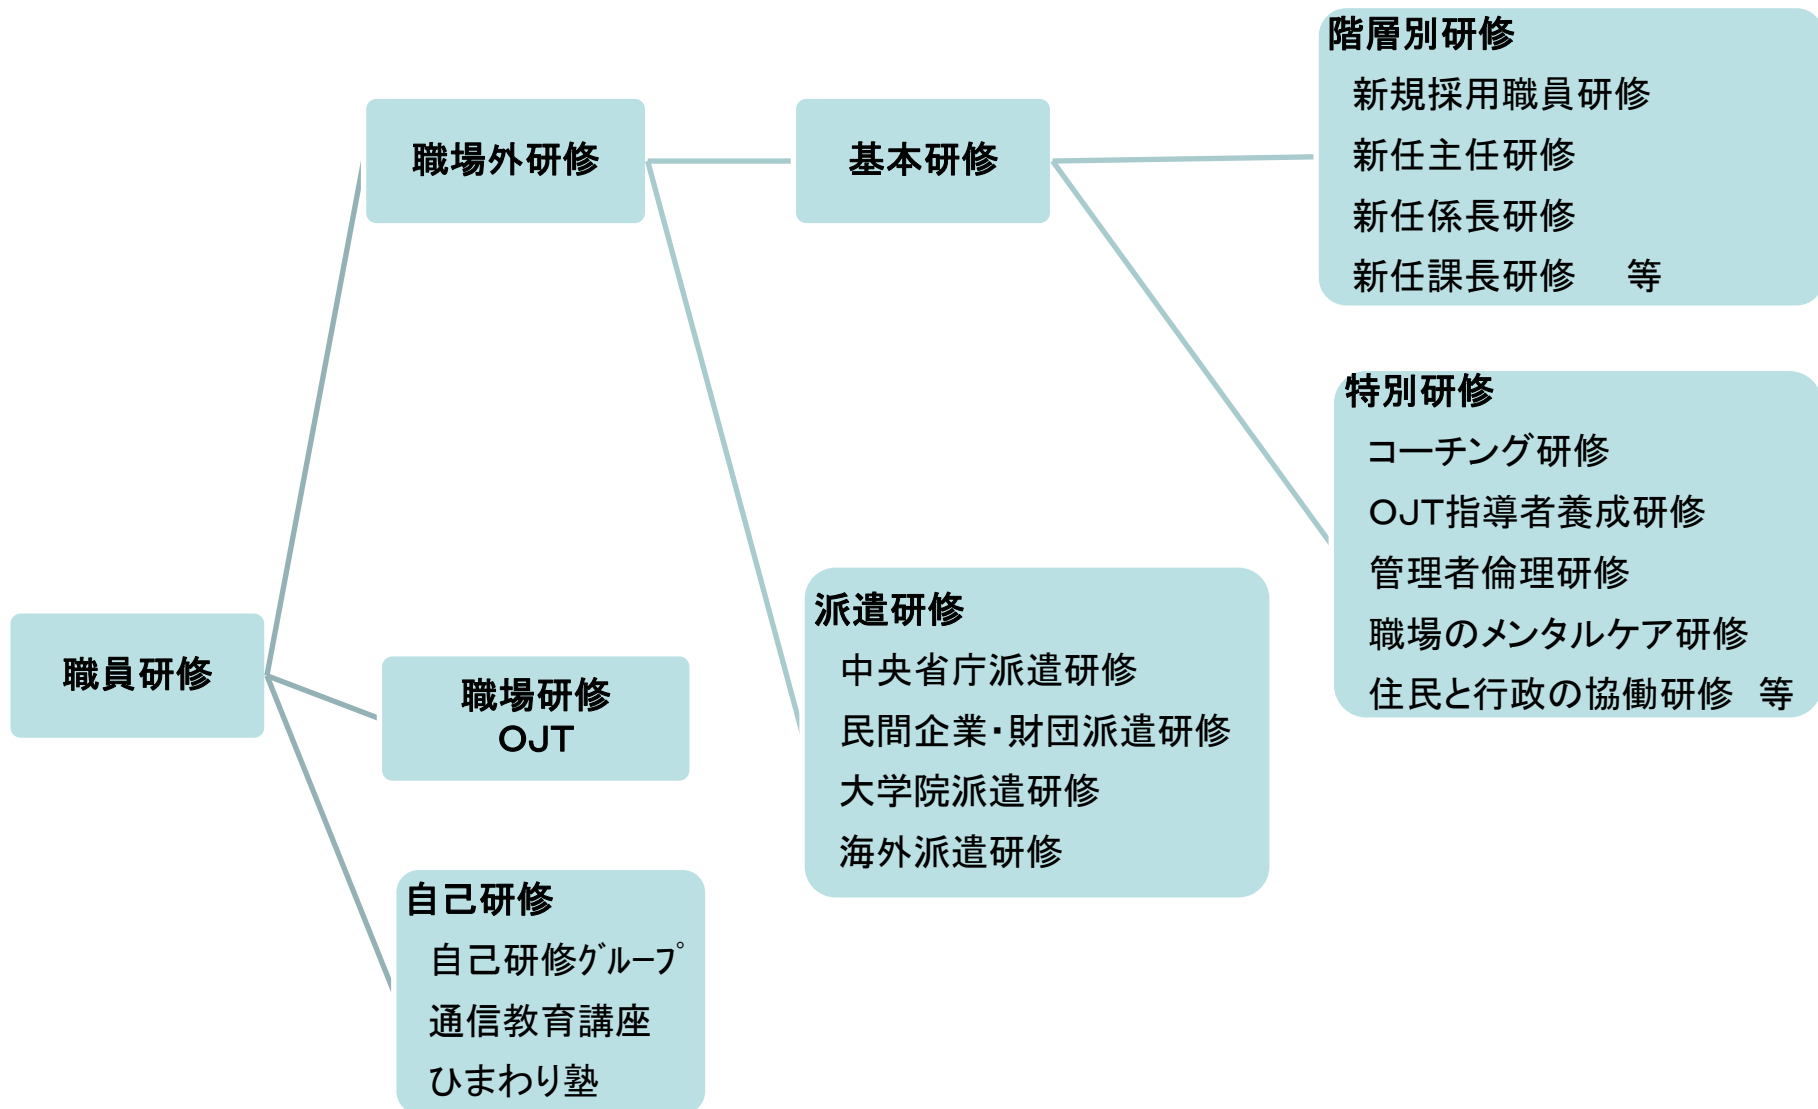 職員研修
職場外研修
職場研修
OJT
自己研修
自己研修グループ
通信教育講座
ひまわり塾
基本研修
派遣研修
中央省庁派遣研修
民間企業・財団派遣研修
大学院派遣研修
海外派遣研修
階層別研修
新規採用職員研修
新任主任研修
新任係長研修
新任課長研修　等
特別研修
コーチング研修
OJT指導者養成研修
管理者倫理研修
職場のメンタルケア研修
住民と行政の協働研修　等